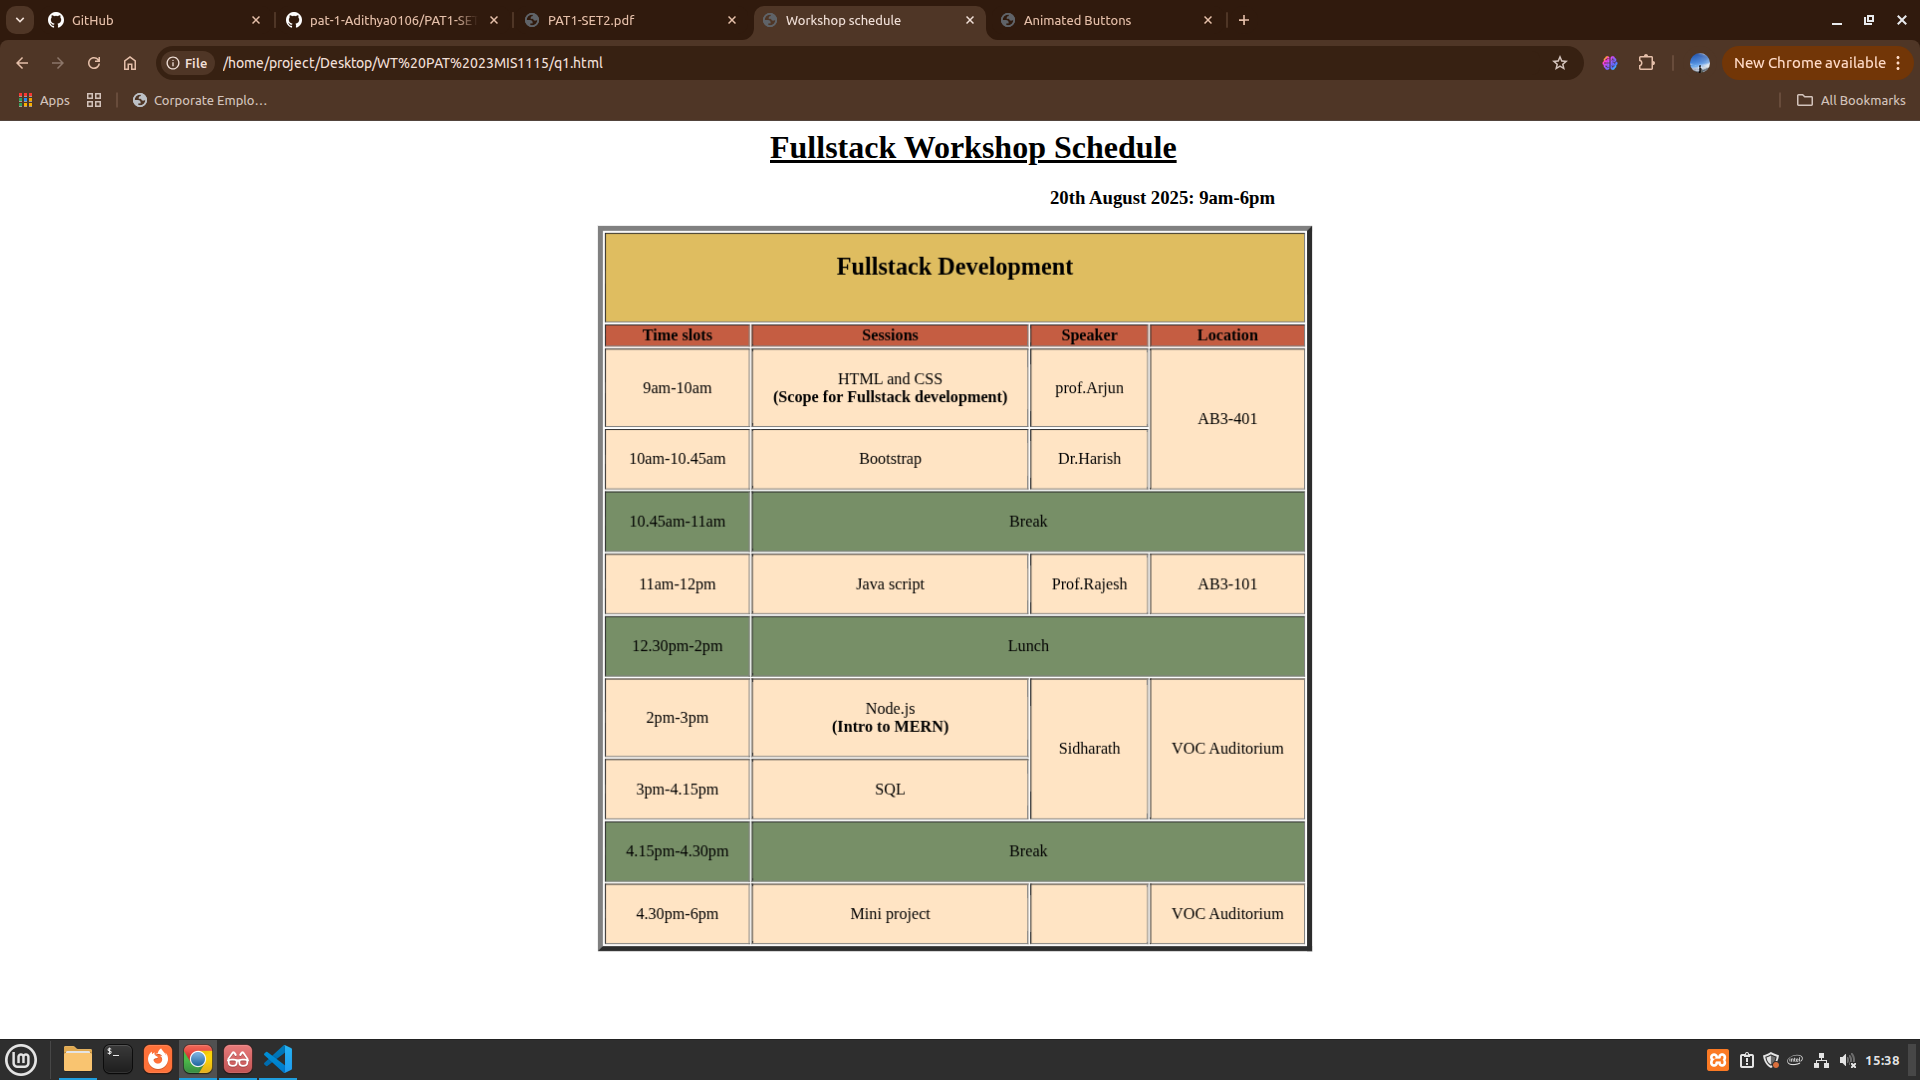 GitHub
pat-1-Adithya0106/PAT1-SE
PAT1-SET2.pdf
Workshop schedule
Animated Buttons
File
/home/project/Desktop/WT%20PAT%2023MIS1115/q1.html
New Chrome available
Apps
Corporate Emplo…
All Bookmarks
Fullstack Workshop Schedule
20th August 2025: 9am-6pm
Fullstack Development
Time slots Sessions Speaker Location
9am-10am HTML and CSS prof.Arjun AB3-401
(Scope for Fullstack development)
10am-10.45am Bootstrap Dr.Harish
10.45am-11am Break
11am-12pm Java script Prof.Rajesh AB3-101
12.30pm-2pm Lunch
2pm-3pm Node.js Sidharath VOC Auditorium
(Intro to MERN)
3pm-4.15pm SQL
4.15pm-4.30pm Break
4.30pm-6pm Mini project VOC Auditorium
15:38